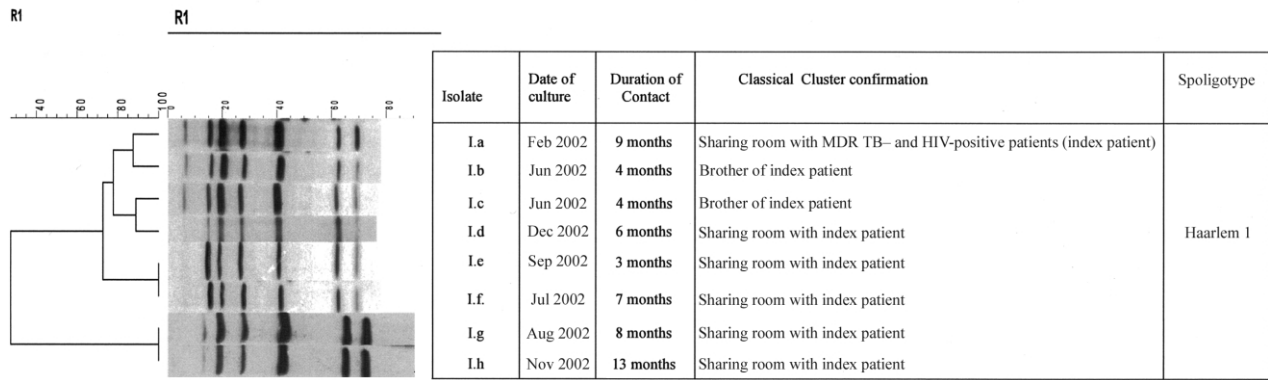 R1
R1
40 60 80 100
0 20 40 60 80
Isolate Date of culture Duration of Contact Classical Cluster confirmation Spoligotype
I.a Feb 2002 9 months Sharing room with MDR TB– and HIV-positive patients (index patient)
I.b Jun 2002 4 months Brother of index patient
I.c Jun 2002 4 months Brother of index patient
I.d Dec 2002 6 months Sharing room with index patient Haarlem 1
I.e Sep 2002 3 months Sharing room with index patient
I.f. Jul 2002 7 months Sharing room with index patient
I.g Aug 2002 8 months Sharing room with index patient
I.h Nov 2002 13 months Sharing room with index patient